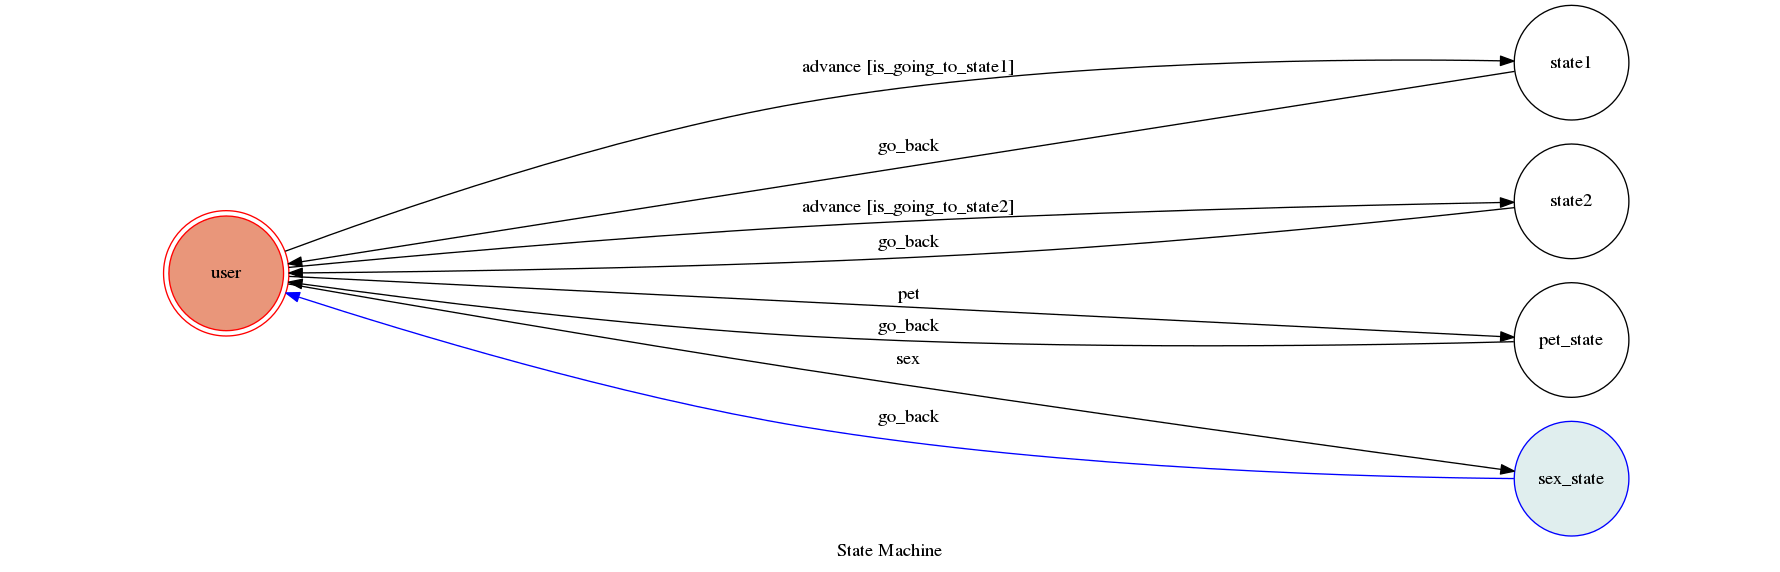 advance [is_going_to_state1]
state1
go_back
advance [is_going_to_state2]
state2
go_back
user
pet
go_back
pet_state
sex
go_back
sex_state
State Machine